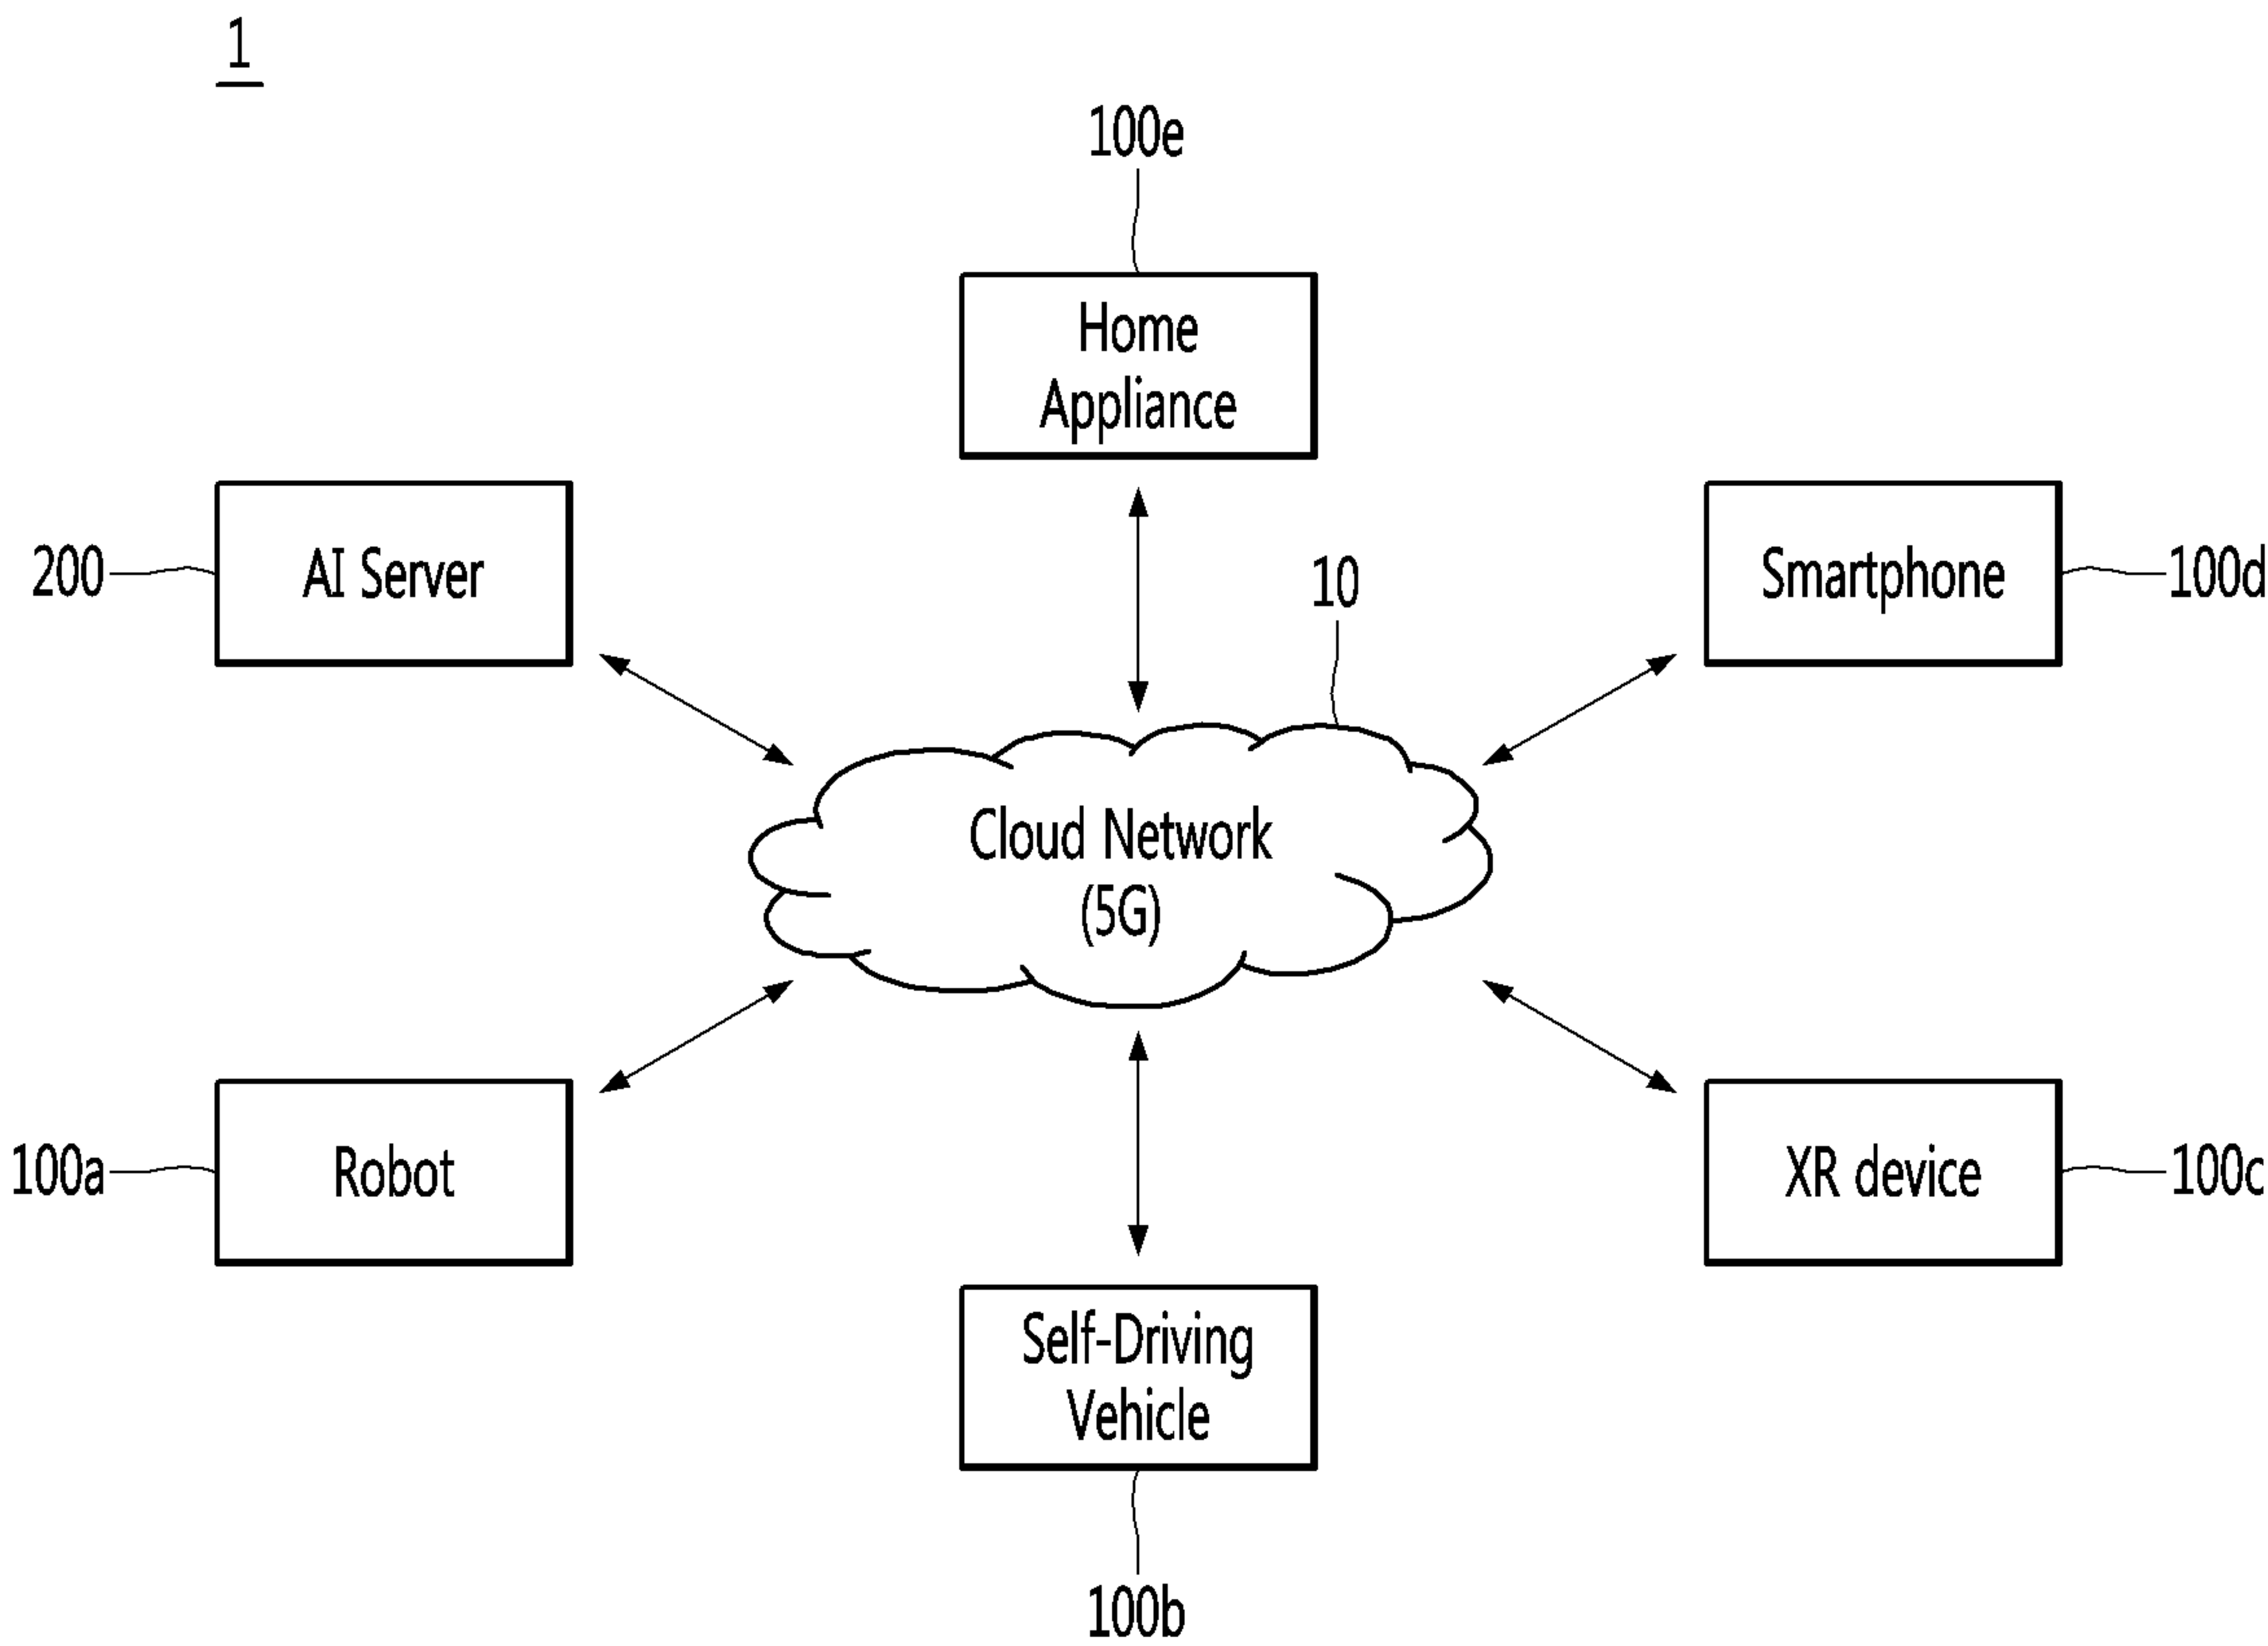 1
100e
Home
Appliance
200
AI Server
10
Smartphone
100d
Cloud Network
(5G)
100a
Robot
XR device
100c
Self-Driving
Vehicle
100b